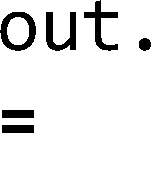 out.
=